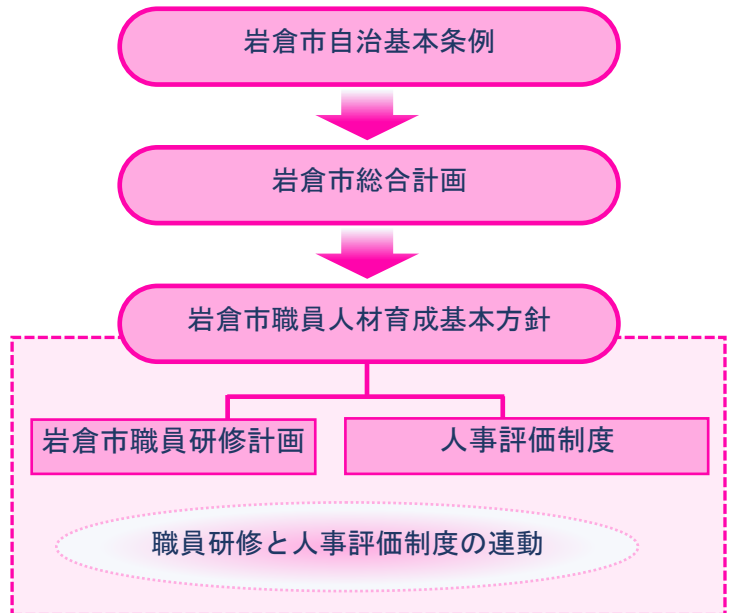 岩倉市自治基本条例
岩倉市総合計画
岩倉市職員人材育成基本方針
岩倉市職員研修計画
人事評価制度
職員研修と人事評価制度の連動